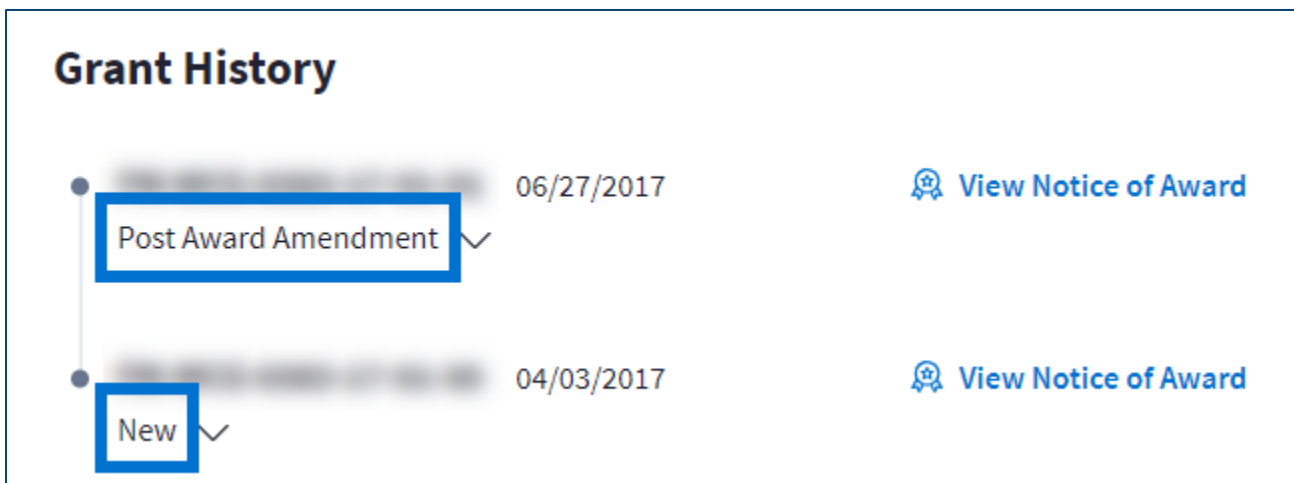 Grant History
06/27/2017 View Notice of Award
Post Award Amendment
04/03/2017 View Notice of Award
New